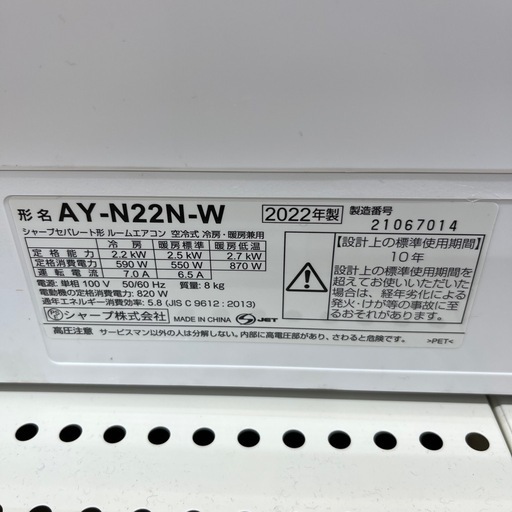 形名 AY-N22N-W 2022年製 製造番号 21067014
シャープセパレート形 ルームエアコン 空冷式 冷房・暖房兼用
冷房 暖房標準 暖房低温
定格能力 2.2 kW 2.5 kW 2.7 kW
定格消費電力 590 W 550 W 870 W
運転電流 7.0 A 6.5 A
電源: 単相 100 V 50/60 Hz 質量: 8 kg
電動機の定格消費電力: 820 W
通年エネルギー消費効率: 5.8 (JIS C 9612 : 2013)
シャープ株式会社 MADE IN CHINA JET
【設計上の標準使用期間】
10 年
設計上の標準使用期間を
超えてお使いいただいた
場合は、経年劣化による
発火・けが等の事故に至
るおそれがあります。
高圧注意 サービスマン以外の人は分解しない。内部に高電圧部があり、さわると危険です。 >PET<